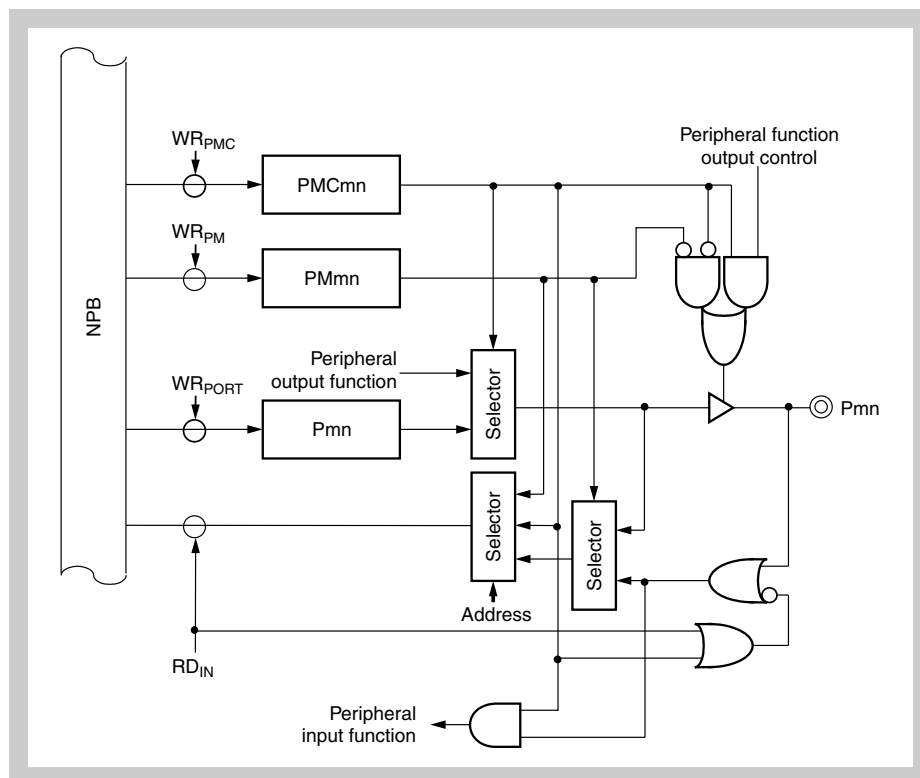 Peripheral function
output control
WRPMC
PMCmn
WRPM
PMmn
NPB
Peripheral
output function
Selector
WRPORT
Pmn
Pmn
Selector
Selector
Address
RDIN
Peripheral
input function